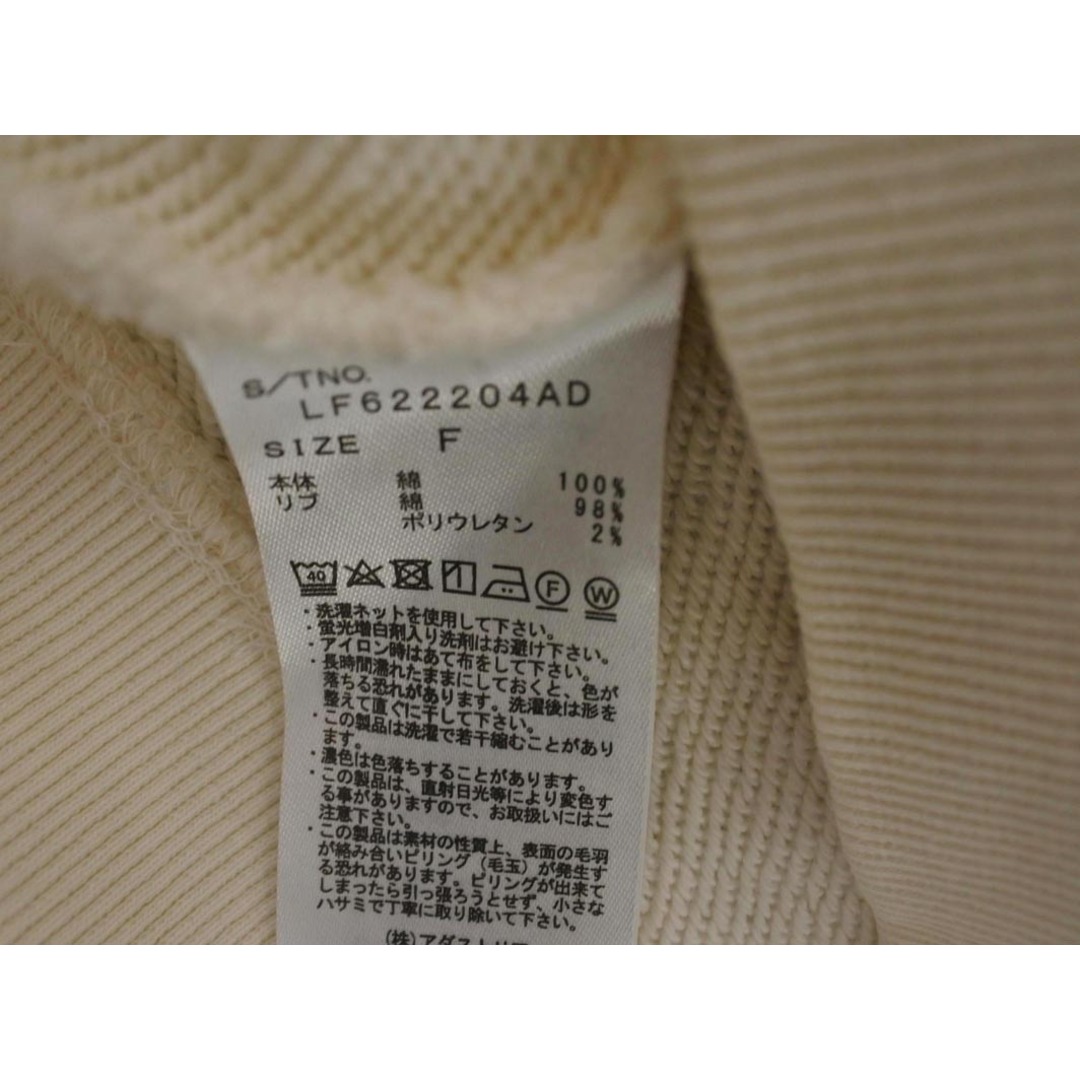 S/TNO.
LF622204AD
SIZE F
本体 綿 100%
リブ 綿 98%
ポリウレタン 2%
40 F W
・洗濯ネットを使用して下さい。
・蛍光増白剤入り洗剤はお避け下さい。
・アイロン時はあて布をして下さい。
・長時間濡れたままにしておくと、色が
落ちる恐れがあります。洗濯後は形を
整えて直ぐに干して下さい。
・この製品は洗濯で若干縮むことがあり
ます。
・濃色は色落ちすることがあります。
・この製品は、直射日光等により変色す
る事がありますので、お取扱いにはご
注意下さい。
・この製品は素材の性質上、表面の毛羽
が絡み合いピリング（毛玉）が発生す
る恐れがあります。ピリングが出来て
しまったら引っ張ろうとせず、小さな
ハサミで丁寧に取り除いて下さい。
(株)アダストリア